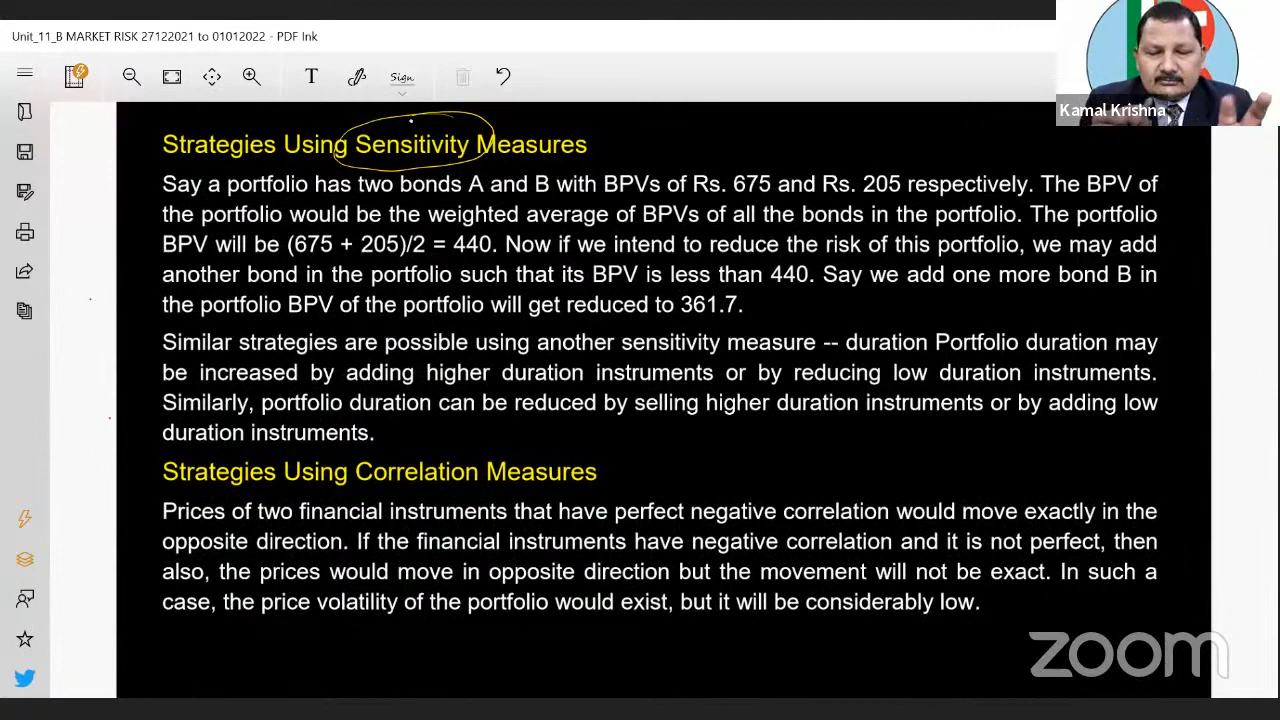 Unit_11_B MARKET RISK 27122021 to 01012022 - PDF Ink
T
Sign
Kamal Krishna
Strategies Using Sensitivity Measures
Say a portfolio has two bonds A and B with BPVs of Rs. 675 and Rs. 205 respectively. The BPV of
the portfolio would be the weighted average of BPVs of all the bonds in the portfolio. The portfolio
BPV will be (675 + 205)/2 = 440. Now if we intend to reduce the risk of this portfolio, we may add
another bond in the portfolio such that its BPV is less than 440. Say we add one more bond B in
the portfolio BPV of the portfolio will get reduced to 361.7.
Similar strategies are possible using another sensitivity measure -- duration Portfolio duration may
be increased by adding higher duration instruments or by reducing low duration instruments.
Similarly, portfolio duration can be reduced by selling higher duration instruments or by adding low
duration instruments.
Strategies Using Correlation Measures
Prices of two financial instruments that have perfect negative correlation would move exactly in the
opposite direction. If the financial instruments have negative correlation and it is not perfect, then
also, the prices would move in opposite direction but the movement will not be exact. In such a
case, the price volatility of the portfolio would exist, but it will be considerably low.
zoom